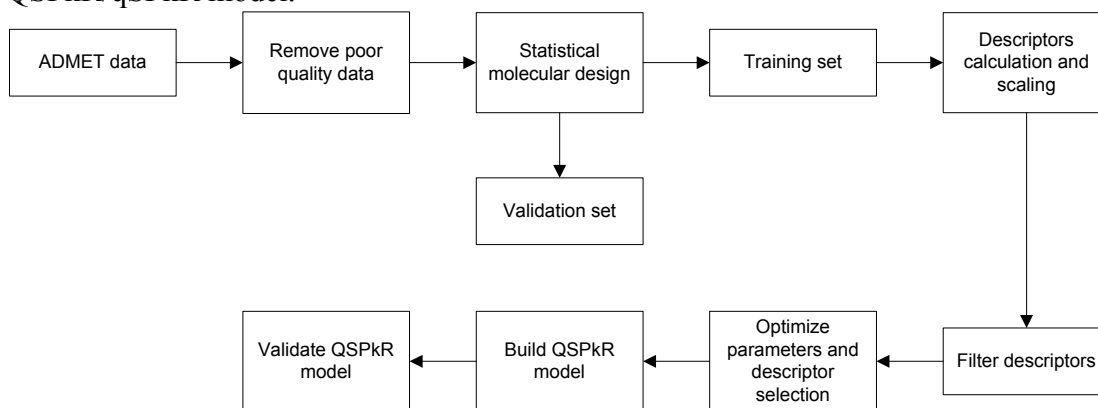 QSPkR/qSPkR model.
ADMET data
Remove poor
quality data
Statistical
molecular design
Training set
Descriptors
calculation and
scaling
Validation set
Validate QSPkR
model
Build QSPkR
model
Optimize
parameters and
descriptor
selection
Filter descriptors